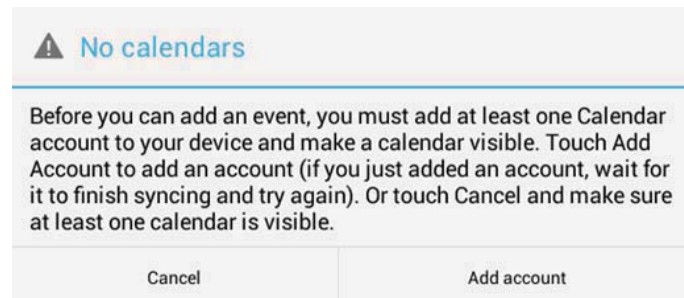 No calendars
Before you can add an event, you must add at least one Calendar
account to your device and make a calendar visible. Touch Add
Account to add an account (if you just added an account, wait for
it to finish syncing and try again). Or touch Cancel and make sure
at least one calendar is visible.
Cancel
Add account